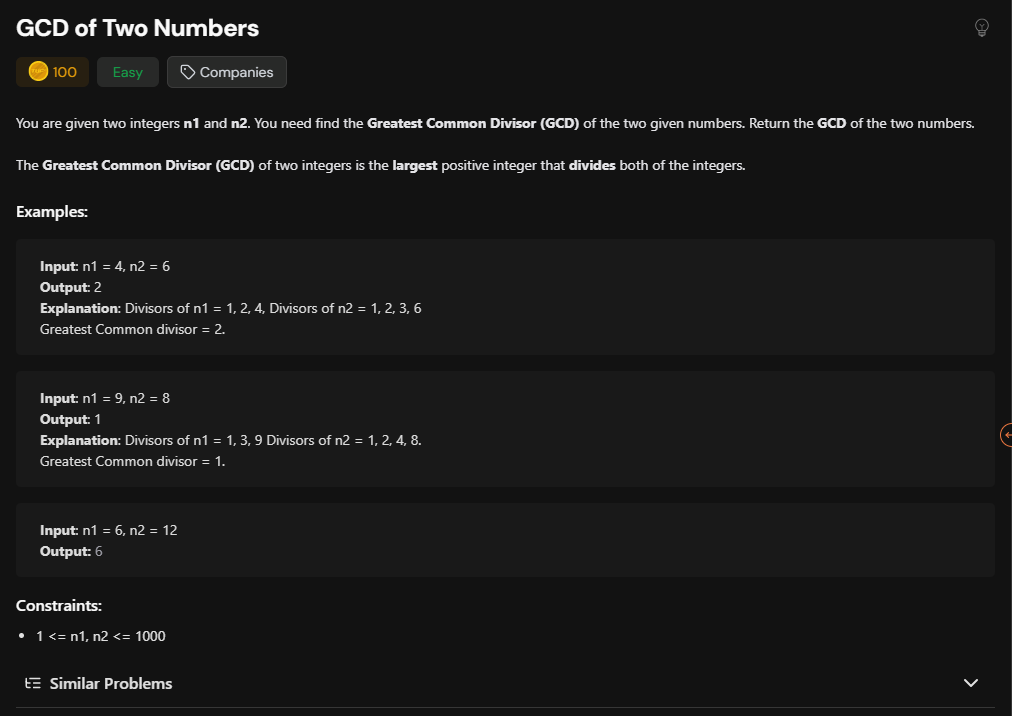 GCD of Two Numbers
100 Easy Companies
You are given two integers n1 and n2. You need find the Greatest Common Divisor (GCD) of the two given numbers. Return the GCD of the two numbers.
The Greatest Common Divisor (GCD) of two integers is the largest positive integer that divides both of the integers.
Examples:
Input: n1 = 4, n2 = 6
Output: 2
Explanation: Divisors of n1 = 1, 2, 4, Divisors of n2 = 1, 2, 3, 6
Greatest Common divisor = 2.
Input: n1 = 9, n2 = 8
Output: 1
Explanation: Divisors of n1 = 1, 3, 9 Divisors of n2 = 1, 2, 4, 8.
Greatest Common divisor = 1.
Input: n1 = 6, n2 = 12
Output: 6
Constraints:
• 1 <= n1, n2 <= 1000
Similar Problems